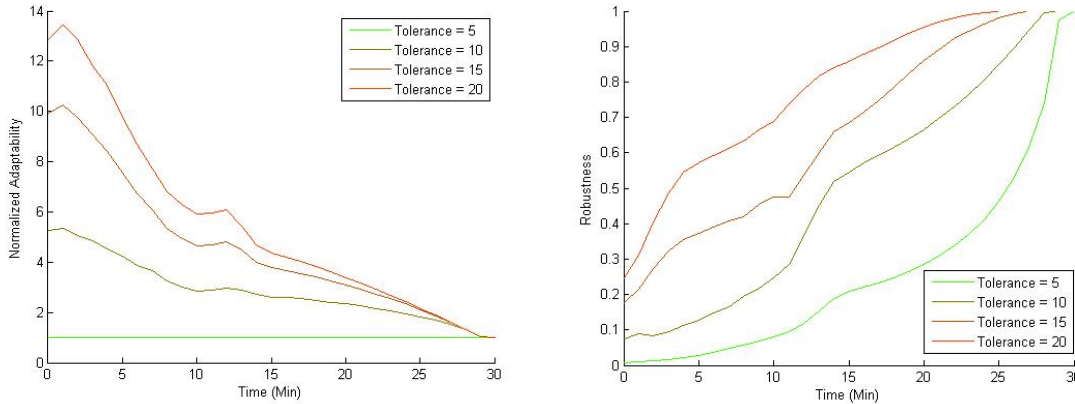 14
12
10
8
6
4
2
0
Normalized Adaptability
Tolerance = 5
Tolerance = 10
Tolerance = 15
Tolerance = 20
0 5 10 15 20 25 30
Time (Min)
1
0.9
0.8
0.7
0.6
0.5
0.4
0.3
0.2
0.1
0
Robustness
Tolerance = 5
Tolerance = 10
Tolerance = 15
Tolerance = 20
0 5 10 15 20 25 30
Time (Min)